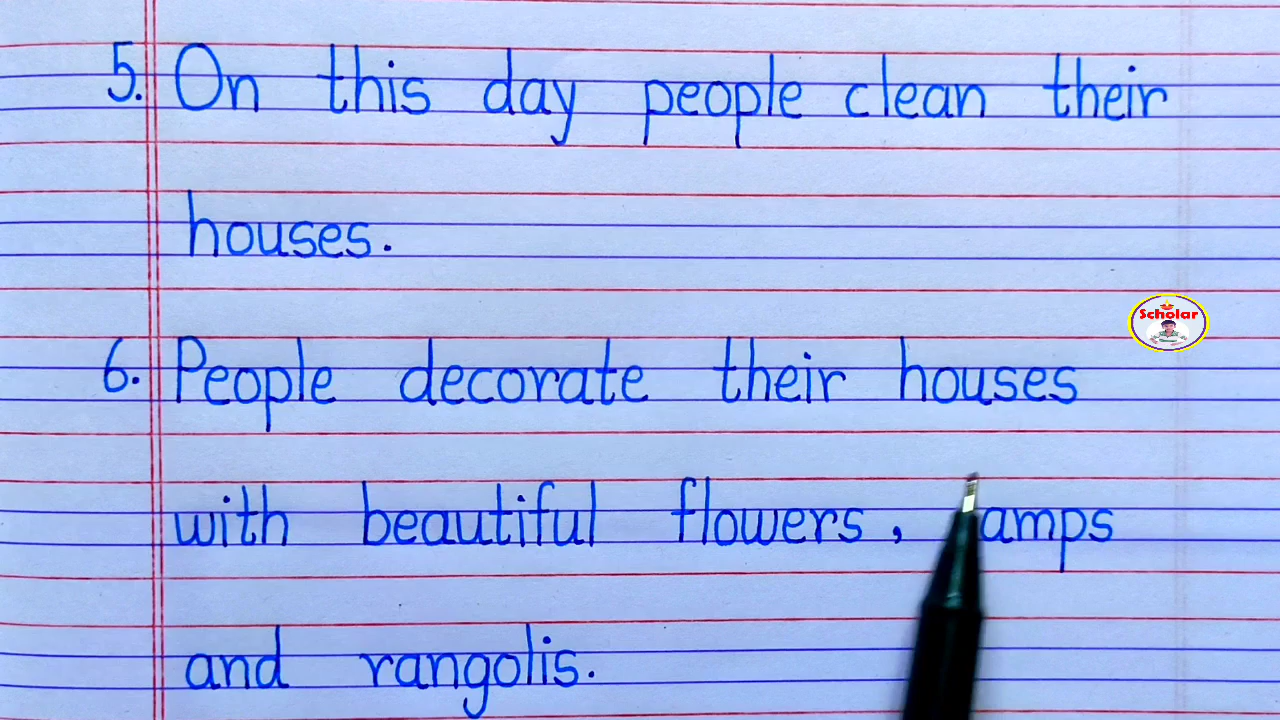 5. On this day people clean their
houses.
Scholar
6. People decorate their houses
with beautiful flowers, amps
and rangolis.